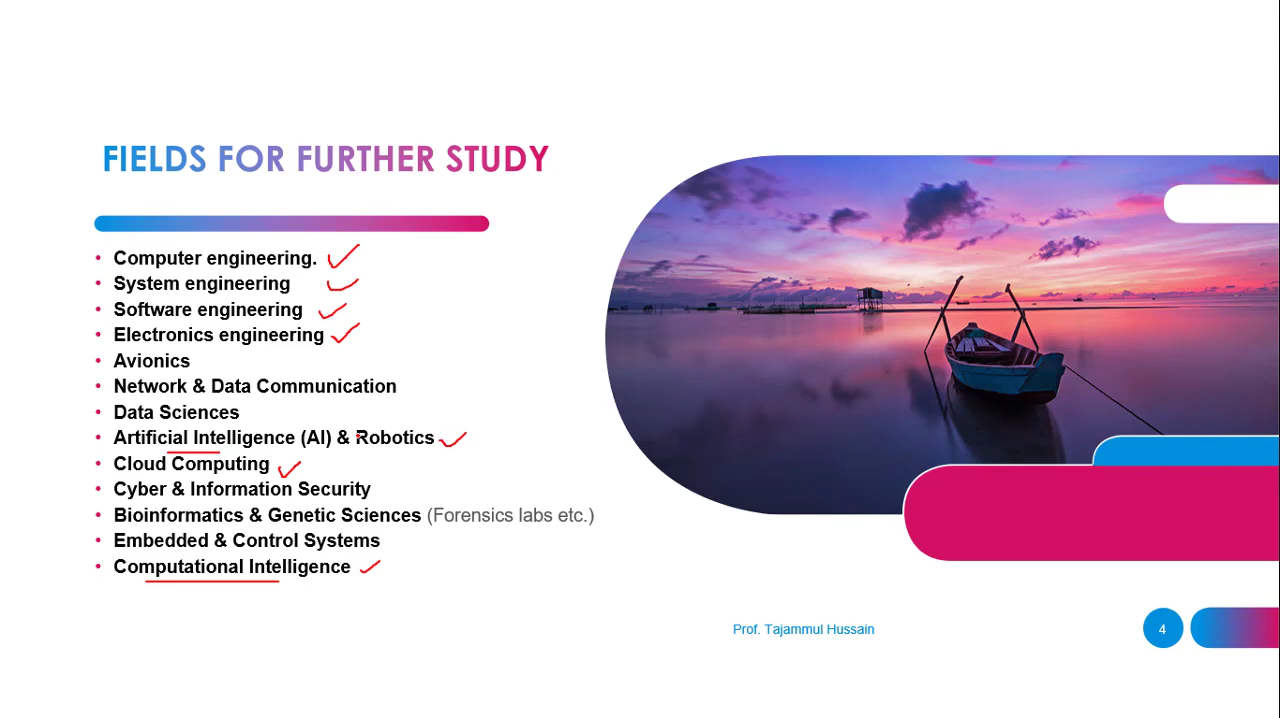 FIELDS FOR FURTHER STUDY
• Computer engineering.
• System engineering
• Software engineering
• Electronics engineering
• Avionics
• Network & Data Communication
• Data Sciences
• Artificial Intelligence (AI) & Robotics
• Cloud Computing
• Cyber & Information Security
• Bioinformatics & Genetic Sciences (Forensics labs etc.)
• Embedded & Control Systems
• Computational Intelligence
Prof. Tajammul Hussain
4